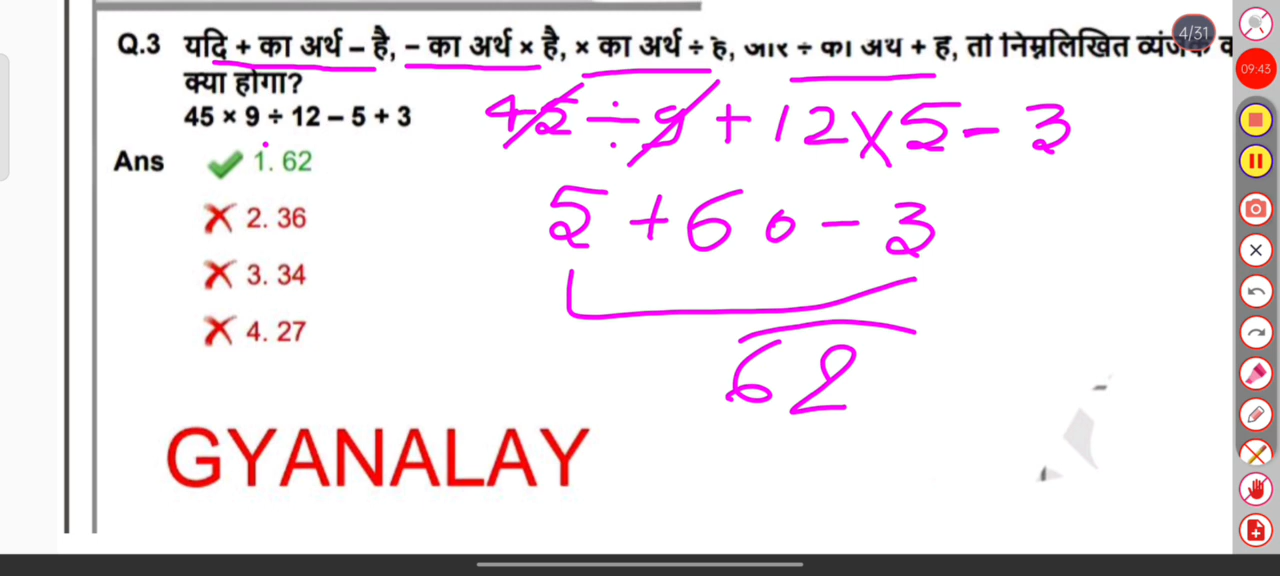 4/31
Q.3 यदि + का अर्थ – है, – का अर्थ × है, × का अर्थ ÷ है, और ÷ का अर्थ + है, तो निम्नलिखित व्यंजक
क्या होगा?
09:43
45 × 9 ÷ 12 – 5 + 3
45 ÷ 9 + 12 × 5 – 3
Ans 1. 62
5 + 60 – 3
2. 36
3. 34
4. 27
62
GYANALAY